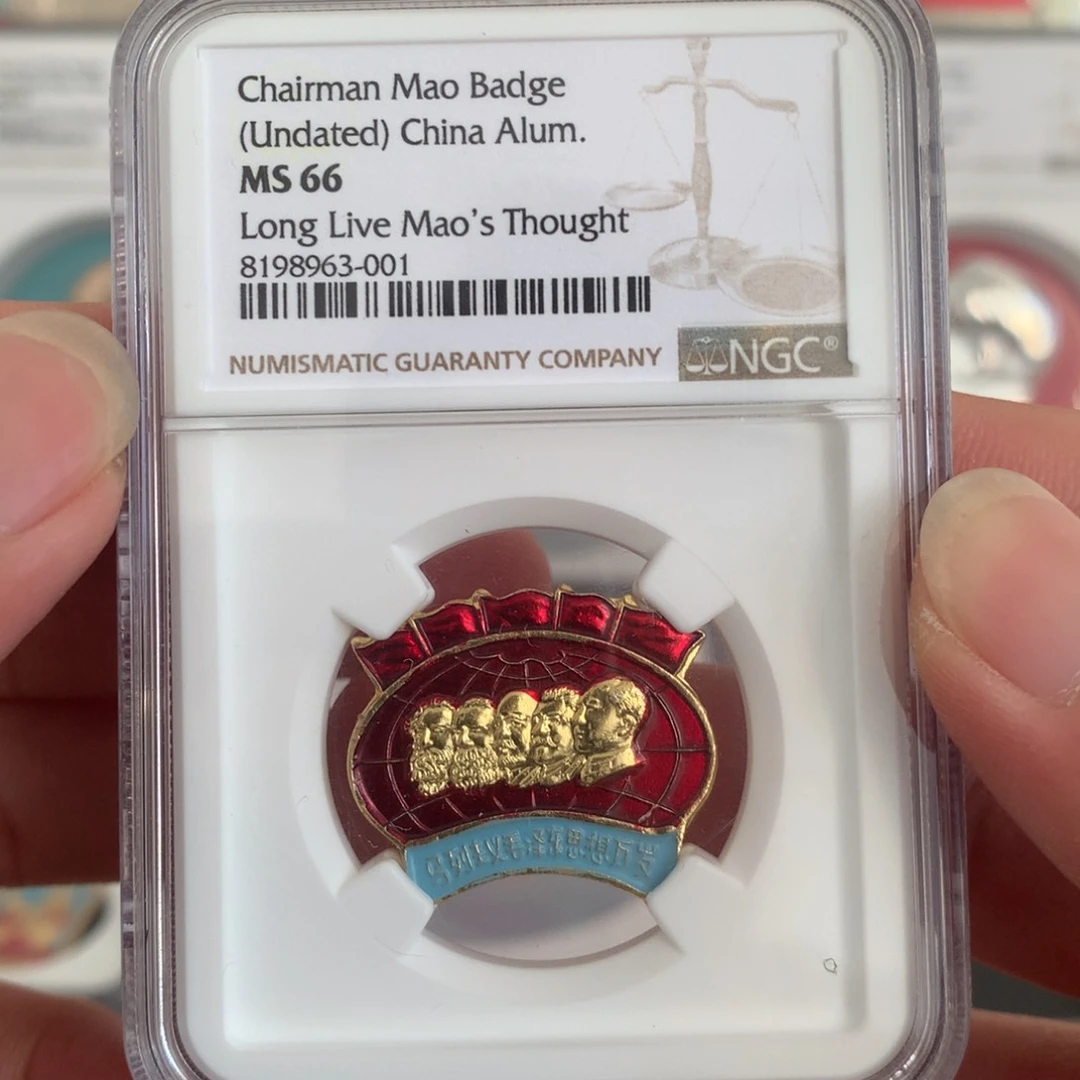 Chairman Mao Badge
(Undated) China Alum.
MS 66
Long Live Mao's Thought
8198963-001
NUMISMATIC GUARANTY COMPANY
NGC®
马列主义毛泽东思想万岁